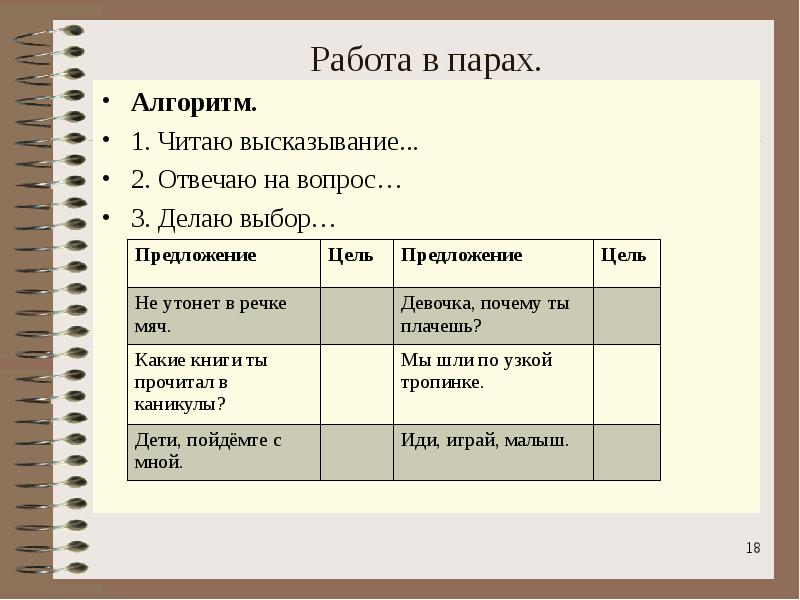 Работа в парах.
• Алгоритм.
• 1. Читаю высказывание...
• 2. Отвечаю на вопрос…
• 3. Делаю выбор…
Предложение Цель Предложение Цель
Не утонет в речке
мяч.
Девочка, почему ты
плачешь?
Какие книги ты
прочитал в
каникулы?
Мы шли по узкой
тропинке.
Дети, пойдёмте с
мной.
Иди, играй, малыш.
18